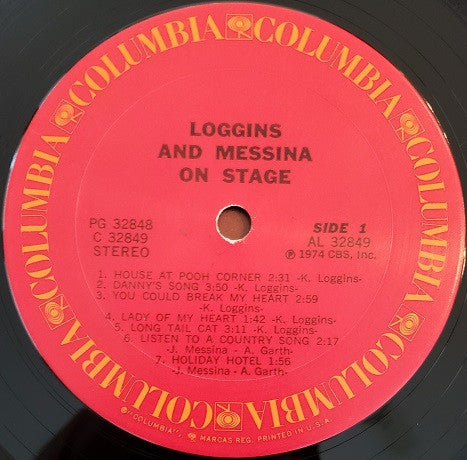 COLUMBIA COLUMBIA COLUMBIA COLUMBIA COLUMBIA COLUMBIA
LOGGINS
AND MESSINA
ON STAGE
PG 32848
C 32849
STEREO
SIDE 1
AL 32849
℗ 1974 CBS, Inc.
1. HOUSE AT POOH CORNER 2:31 -K. Loggins-
2. DANNY'S SONG 3:50 -K. Loggins-
3. YOU COULD BREAK MY HEART 2:59
-K. Loggins-
4. LADY OF MY HEART 1:42 -K. Loggins-
5. LONG TAIL CAT 3:11 -K. Loggins-
6. LISTEN TO A COUNTRY SONG 2:17
-J. Messina - A. Garth-
7. HOLIDAY HOTEL 1:56
-J. Messina - A. Garth-
® "COLUMBIA", MARCAS REG. PRINTED IN U.S.A.